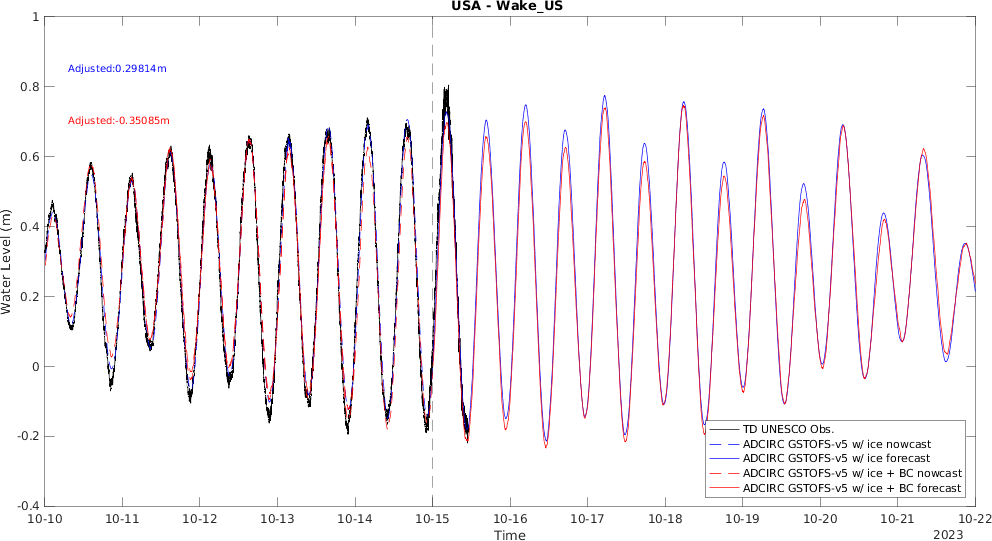 USA - Wake_US
1
Adjusted:0.29814m
0.8
Adjusted:-0.35085m
0.6
0.4
Water Level (m)
0.2
0
-0.2
-0.4
TD UNESCO Obs.
ADCIRC GSTOFS-v5 w/ ice nowcast
ADCIRC GSTOFS-v5 w/ ice forecast
ADCIRC GSTOFS-v5 w/ ice + BC nowcast
ADCIRC GSTOFS-v5 w/ ice + BC forecast
10-10 10-11 10-12 10-13 10-14 10-15 10-16 10-17 10-18 10-19 10-20 10-21 10-22
Time
2023